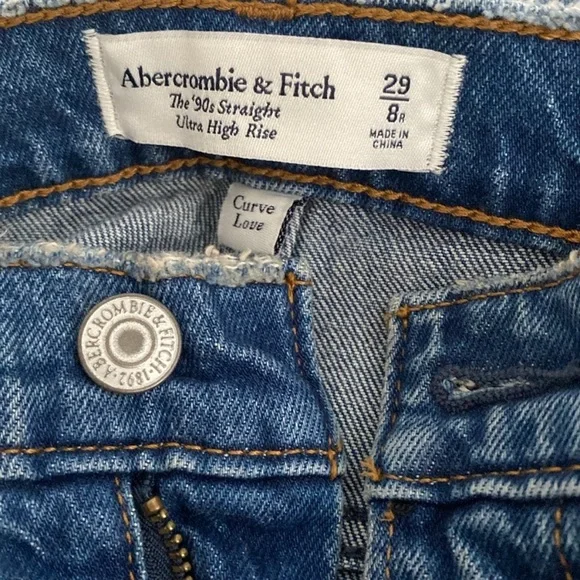 Abercrombie & Fitch
The '90s Straight
Ultra High Rise
29
8R
MADE IN
CHINA
Curve
Love
ABERCROMBIE & FITCH · 1892 ·